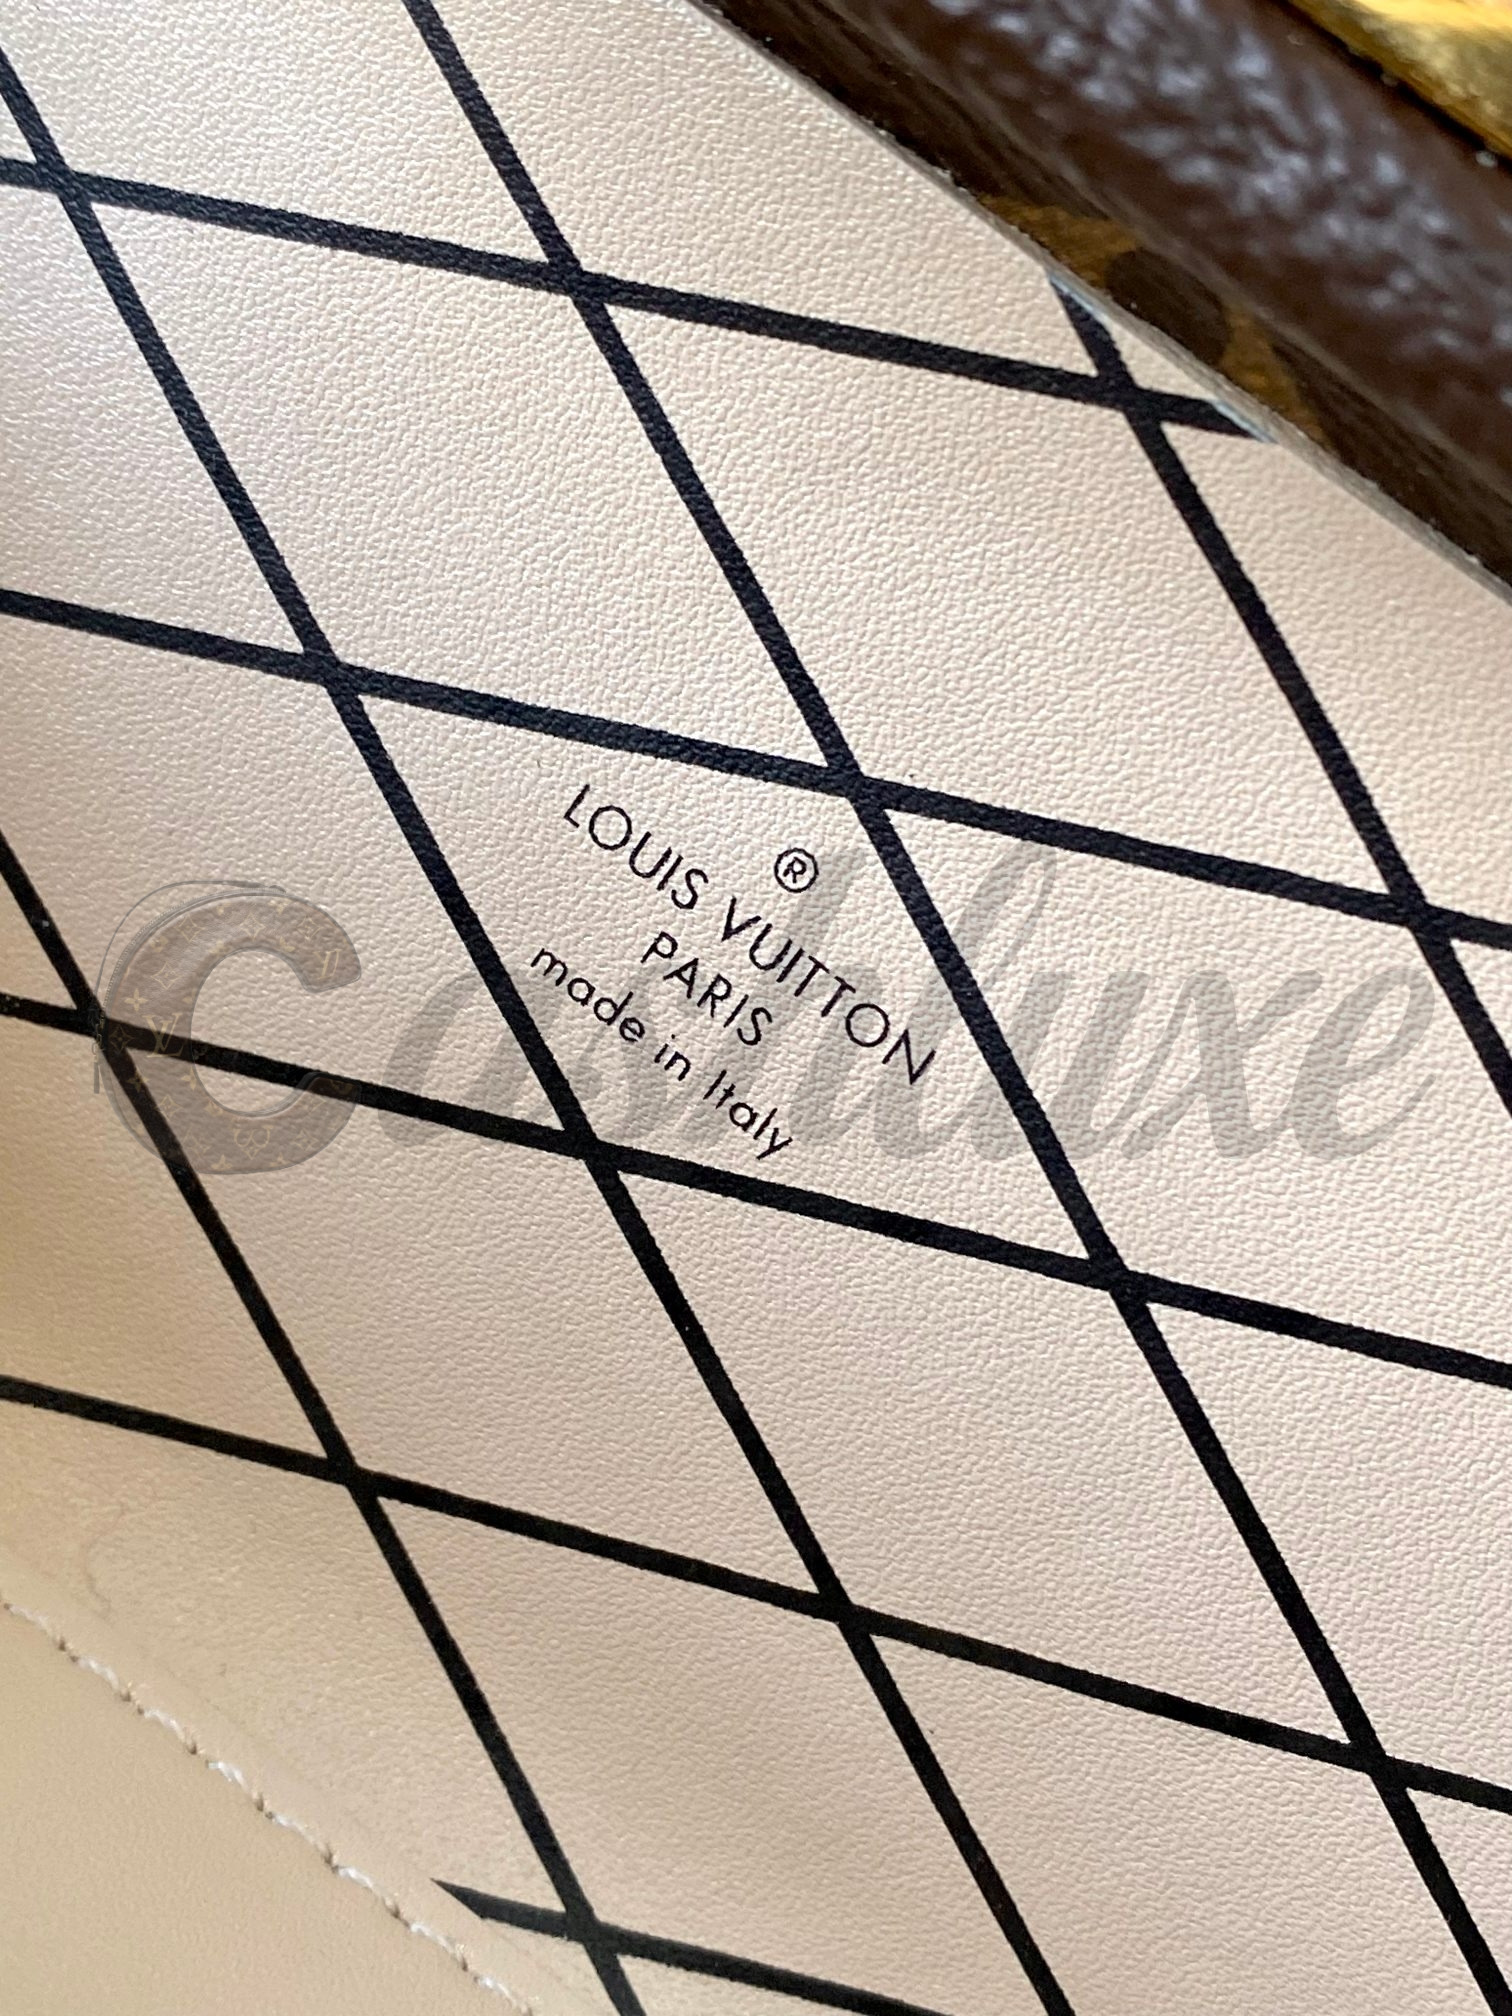 ®
LOUIS VUITTON
PARIS
made in Italy
Cashluxe